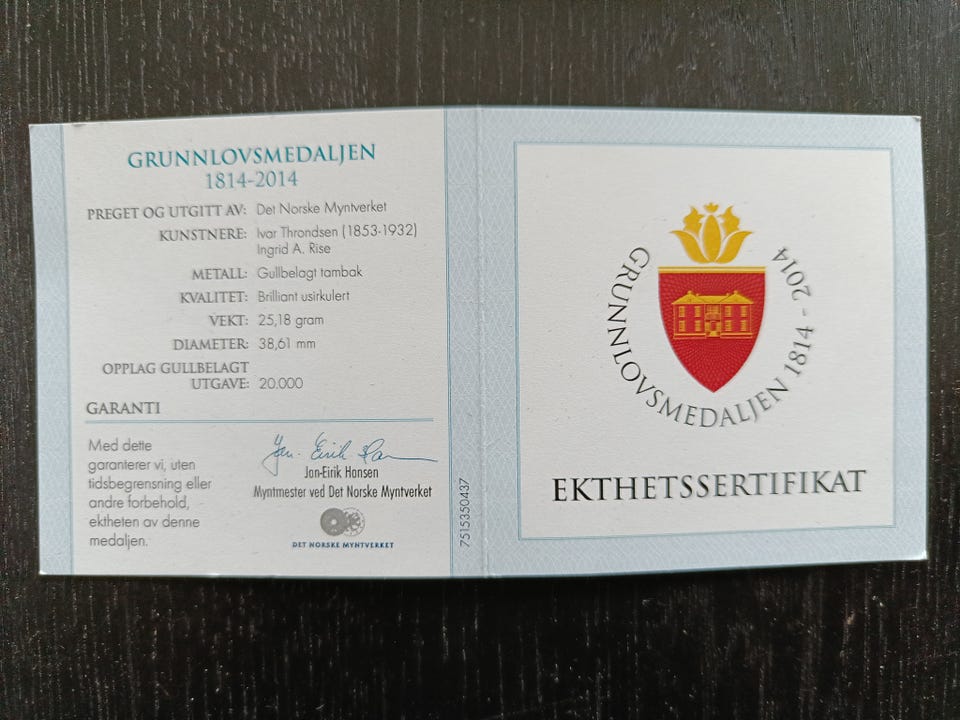 GRUNNLOVSMEDALJEN
1814-2014
PREGET OG UTGITT AV: Det Norske Myntverket
KUNSTNERE: Ivar Throndsen (1853-1932)
Ingrid A. Rise
METALL: Gullbelagt tambak
KVALITET: Brilliant usirkulert
VEKT: 25,18 gram
DIAMETER: 38,61 mm
OPPLAG GULLBELAGT
UTGAVE: 20.000
GARANTI
Med dette
garanterer vi, uten
tidsbegrensning eller
andre forbehold,
ektheten av denne
medaljen.
Jan-Erik Hansen
Myntmester ved Det Norske Myntverket
DET NORSKE MYNTVERKET
7515350437
GRUNNLOVSMEDALJEN 1814 - 2014
EKTHETSSERTIFIKAT